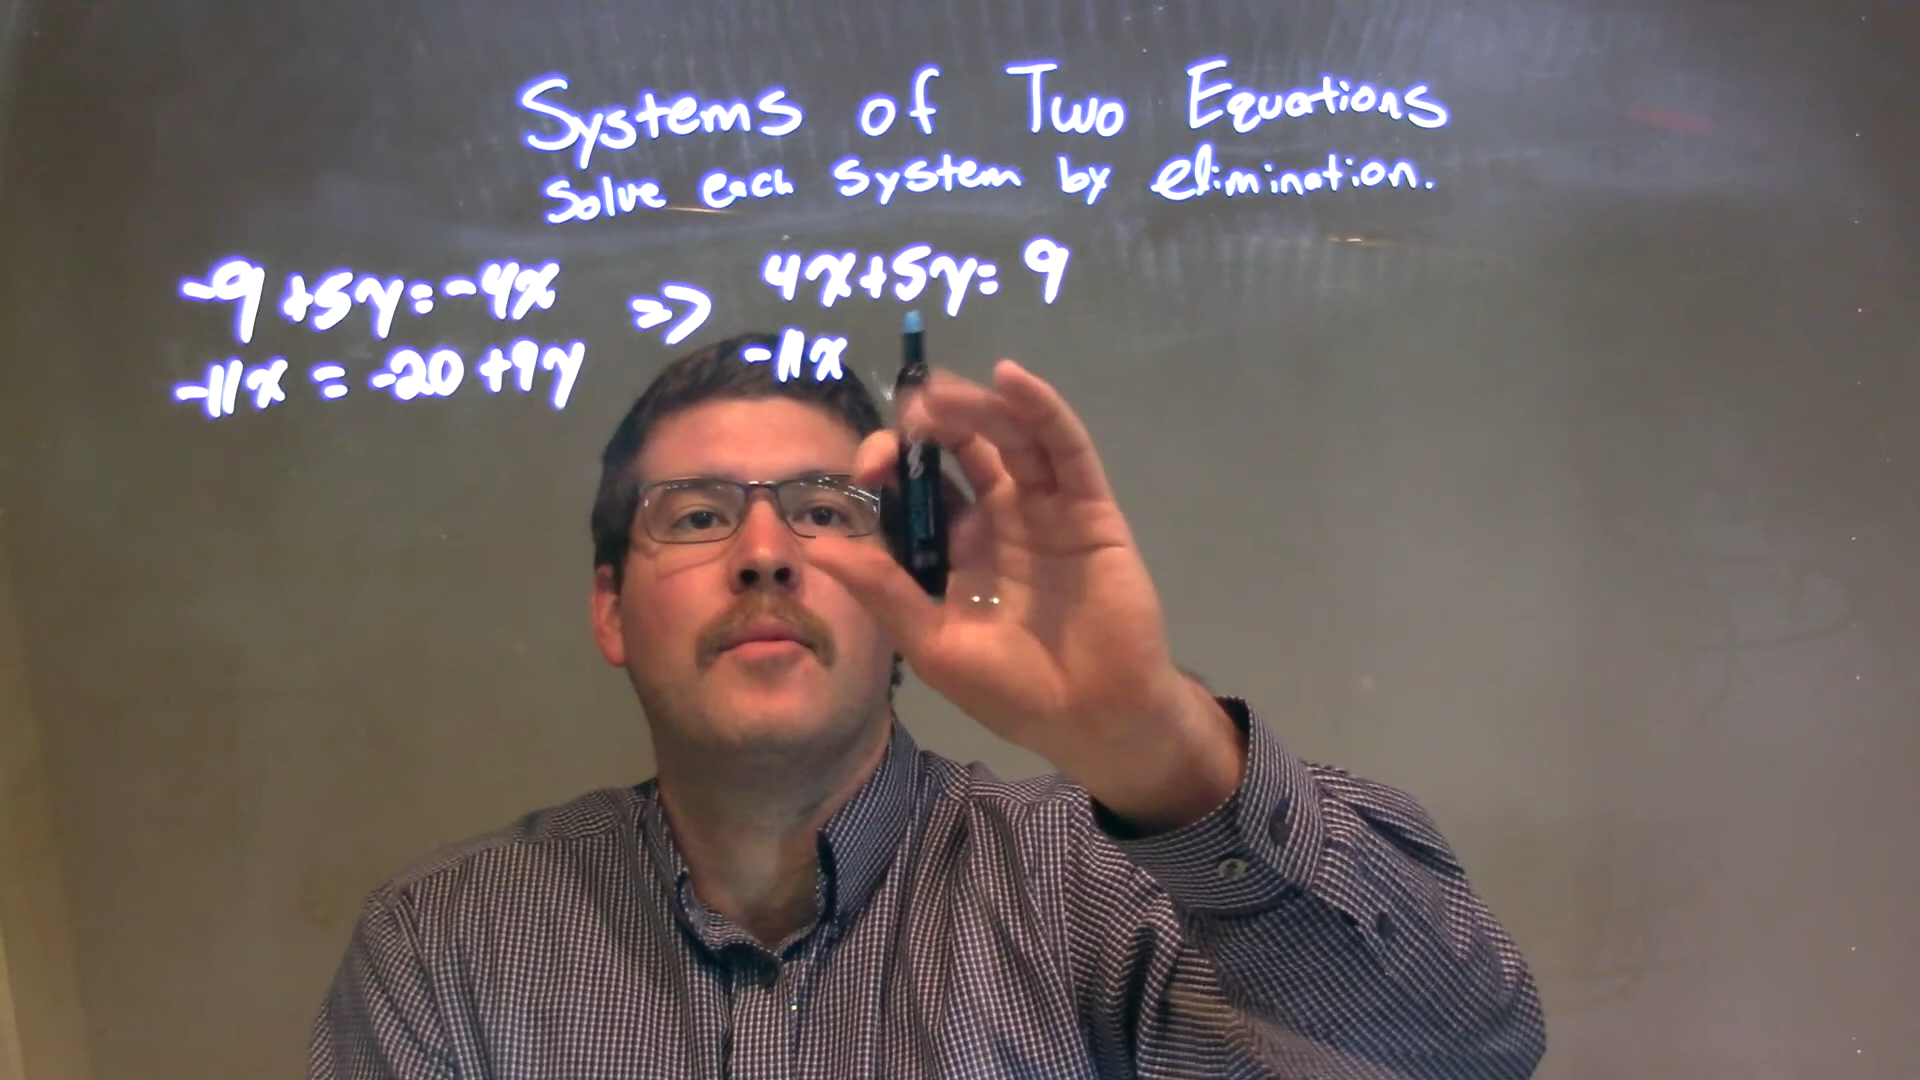 Systems of Two Equations
Solve each system by elimination.
-9+5y=-4x => 4x+5y=9
-11x = -20+9y -11x